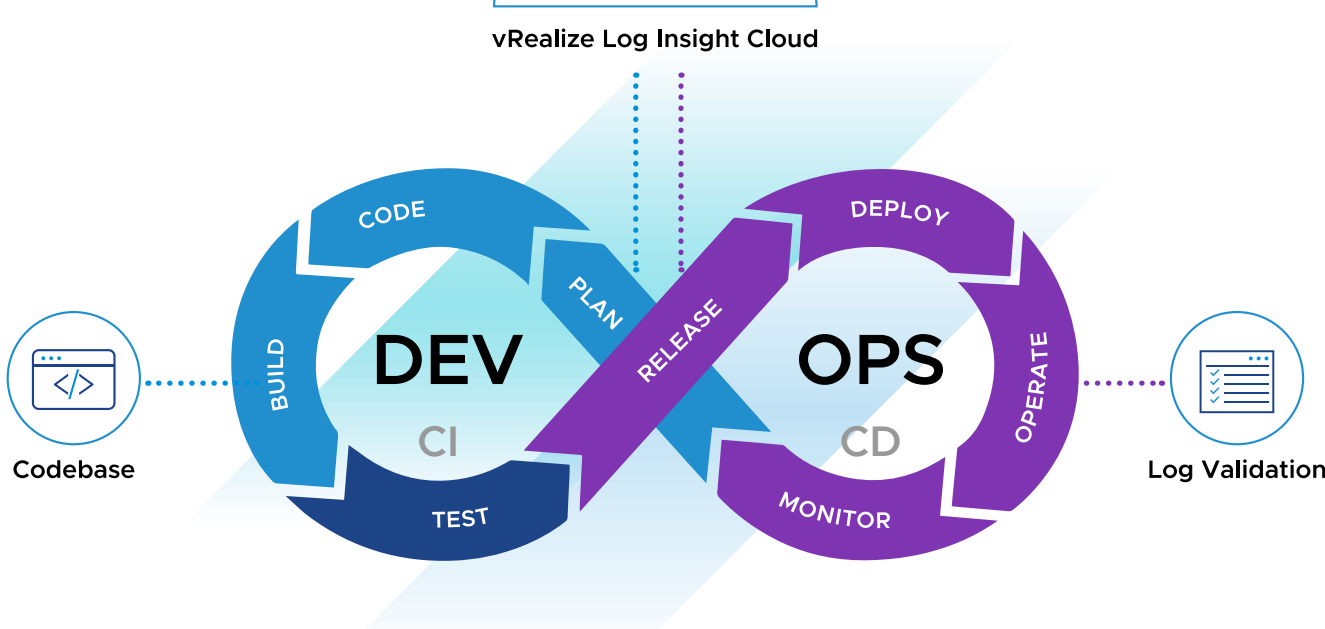 vRealize Log Insight Cloud
CODE
DEPLOY
PLAN
RELEASE
BUILD
DEV
OPS
OPERATE
CI
CD
</>
Codebase
Log Validation
TEST
MONITOR